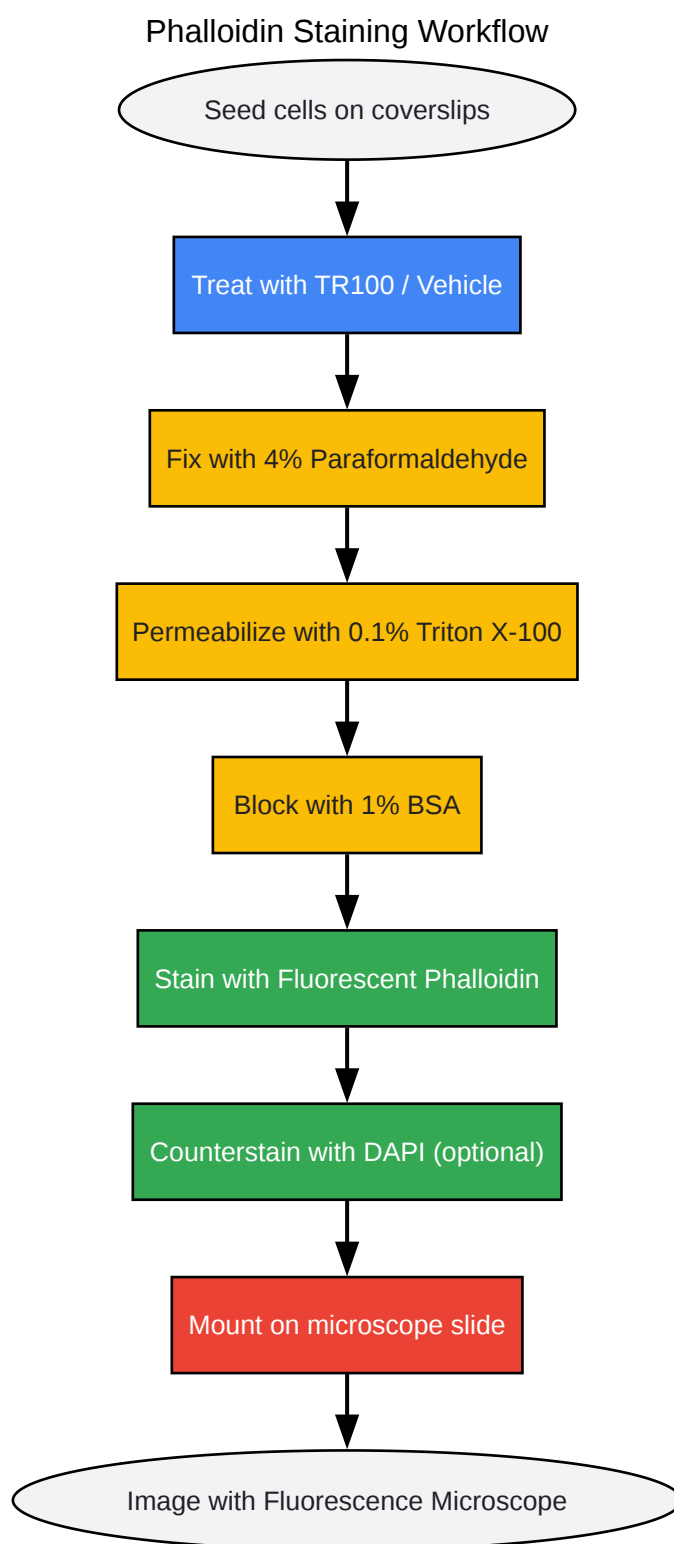 Phalloidin Staining Workflow
Seed cells on coverslips
Treat with TR100 / Vehicle
Fix with 4% Paraformaldehyde
Permeabilize with 0.1% Triton X-100
Block with 1% BSA
Stain with Fluorescent Phalloidin
Counterstain with DAPI (optional)
Mount on microscope slide
Image with Fluorescence Microscope